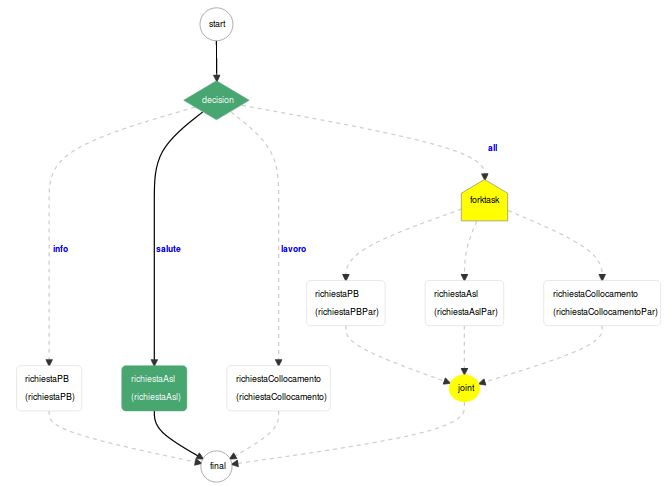 start
decision
all
forktask
info
salute
lavoro
richiestaPB
(richiestaPBPar)
richiestaAsl
(richiestaAslPar)
richiestaCollocamento
(richiestaCollocamentoPar)
richiestaPB
(richiestaPB)
richiestaAsl
(richiestaAsl)
richiestaCollocamento
(richiestaCollocamento)
joint
final